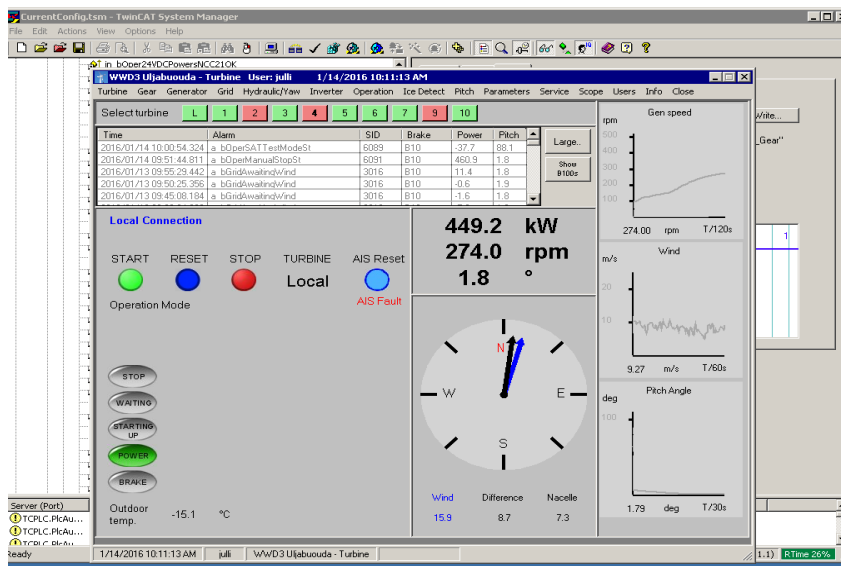 CurrentConfig.tsm - TwinCAT System Manager
File Edit Actions View Options Help
in bOper24VDCPowersNCC21OK
WWD3 Uljabuouda - Turbine User: julli 1/14/2016 10:11:13 AM
Turbine Gear Generator Grid Hydraulic/Yaw Inverter Operation Ice Detect Pitch Parameters Service Scope Users Info Close
Select turbine L 1 2 3 4 5 6 7 9 10
Time Alarm SID Brake Power Pitch
2016/01/14 10:00:54.324 a bOperSATTestModeSt 6089 B10 -37.7 88.1
2016/01/14 09:51:44.811 a bOperManualStopSt 6091 B10 460.9 1.8
2016/01/13 09:55:29.442 a bGridAwaitingWind 3016 B10 11.4 1.8
2016/01/13 09:50:25.356 a bGridAwaitingWind 3016 B10 -0.6 1.9
2016/01/13 09:45:08.184 a bGridAwaitingWind 3016 B10 -1.6 1.8
Large..
Show
B100s
Local Connection
START RESET STOP TURBINE AIS Reset
Local
Operation Mode
AIS Fault
STOP
WAITING
STARTING
UP
POWER
BRAKE
Outdoor
temp.
-15.1 °C
449.2 kW
274.0 rpm
1.8 °
N
W E
S
Wind Difference Nacelle
15.9 8.7 7.3
Gen speed
rpm
500
400
300
200
100
274.00 rpm T/120s
Wind
m/s
20
10
9.27 m/s T/60s
Pitch Angle
deg
100
1.79 deg T/30s
Write...
_Gear"
1
Server (Port)
TCPLC.PlcAu...
TCPLC.PlcAu...
TCPLC.PlcAu...
Ready
1/14/2016 10:11:13 AM julli WWD3 Uljabuouda - Turbine
1.1) RTime 26%